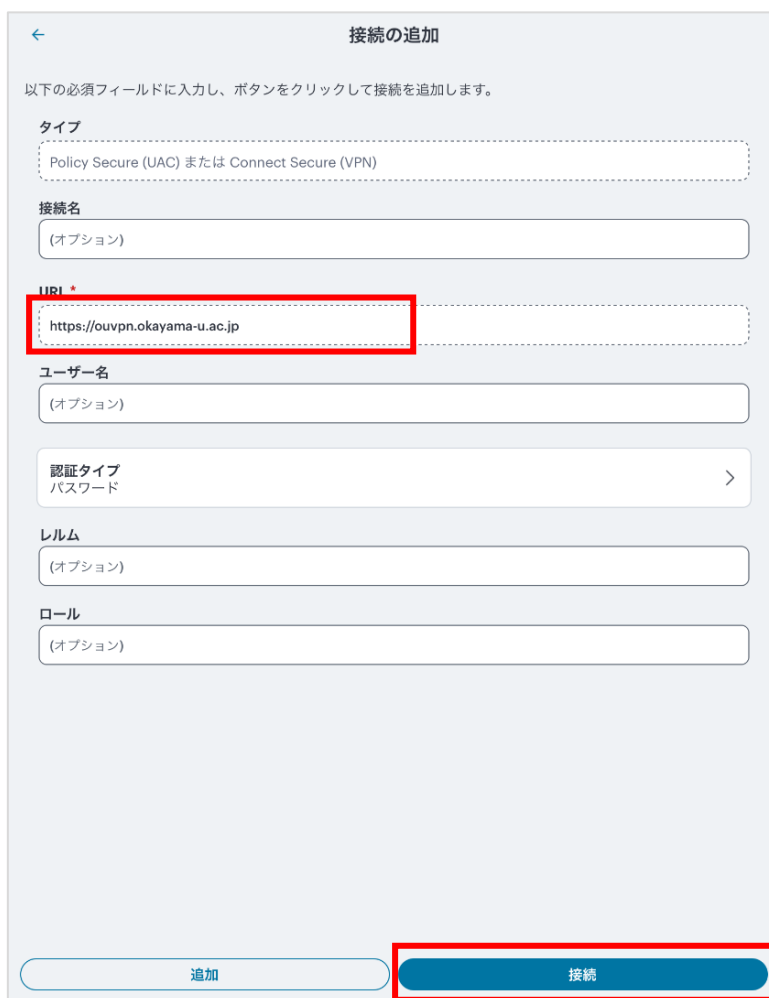 接続の追加
以下の必須フィールドに入力し、ボタンをクリックして接続を追加します。
タイプ
Policy Secure (UAC) または Connect Secure (VPN)
接続名
(オプション)
URL *
https://ouvpn.okayama-u.ac.jp
ユーザー名
(オプション)
認証タイプ
パスワード
レルム
(オプション)
ロール
(オプション)
追加
接続